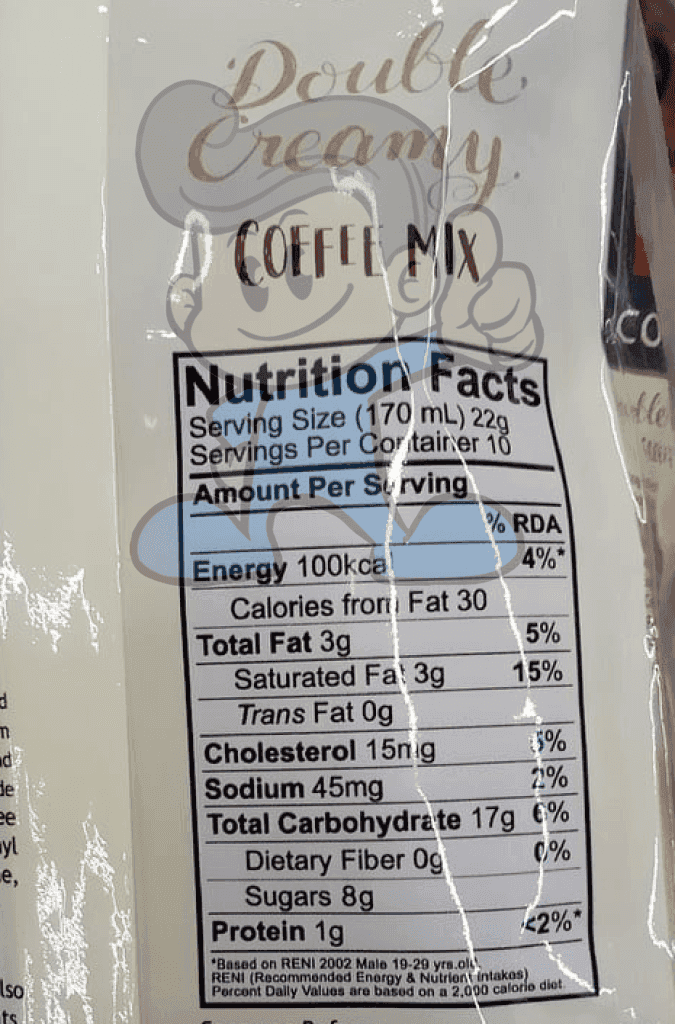 Double
Creamy
COFFEE MIX
Nutrition Facts
Serving Size (170 mL) 22g
Servings Per Container 10
Amount Per Serving
% RDA
Energy 100kcal 4%*
Calories from Fat 30
Total Fat 3g 5%
Saturated Fat 3g 15%
Trans Fat 0g
Cholesterol 15mg 5%
Sodium 45mg 2%
Total Carbohydrate 17g 6%
Dietary Fiber 0g 0%
Sugars 8g
Protein 1g <2%*
*Based on RENI 2002 Male 19-29 yrs.old.
RENI (Recommended Energy & Nutrient Intakes)
Percent Daily Values are based on a 2,000 calorie diet.
CO